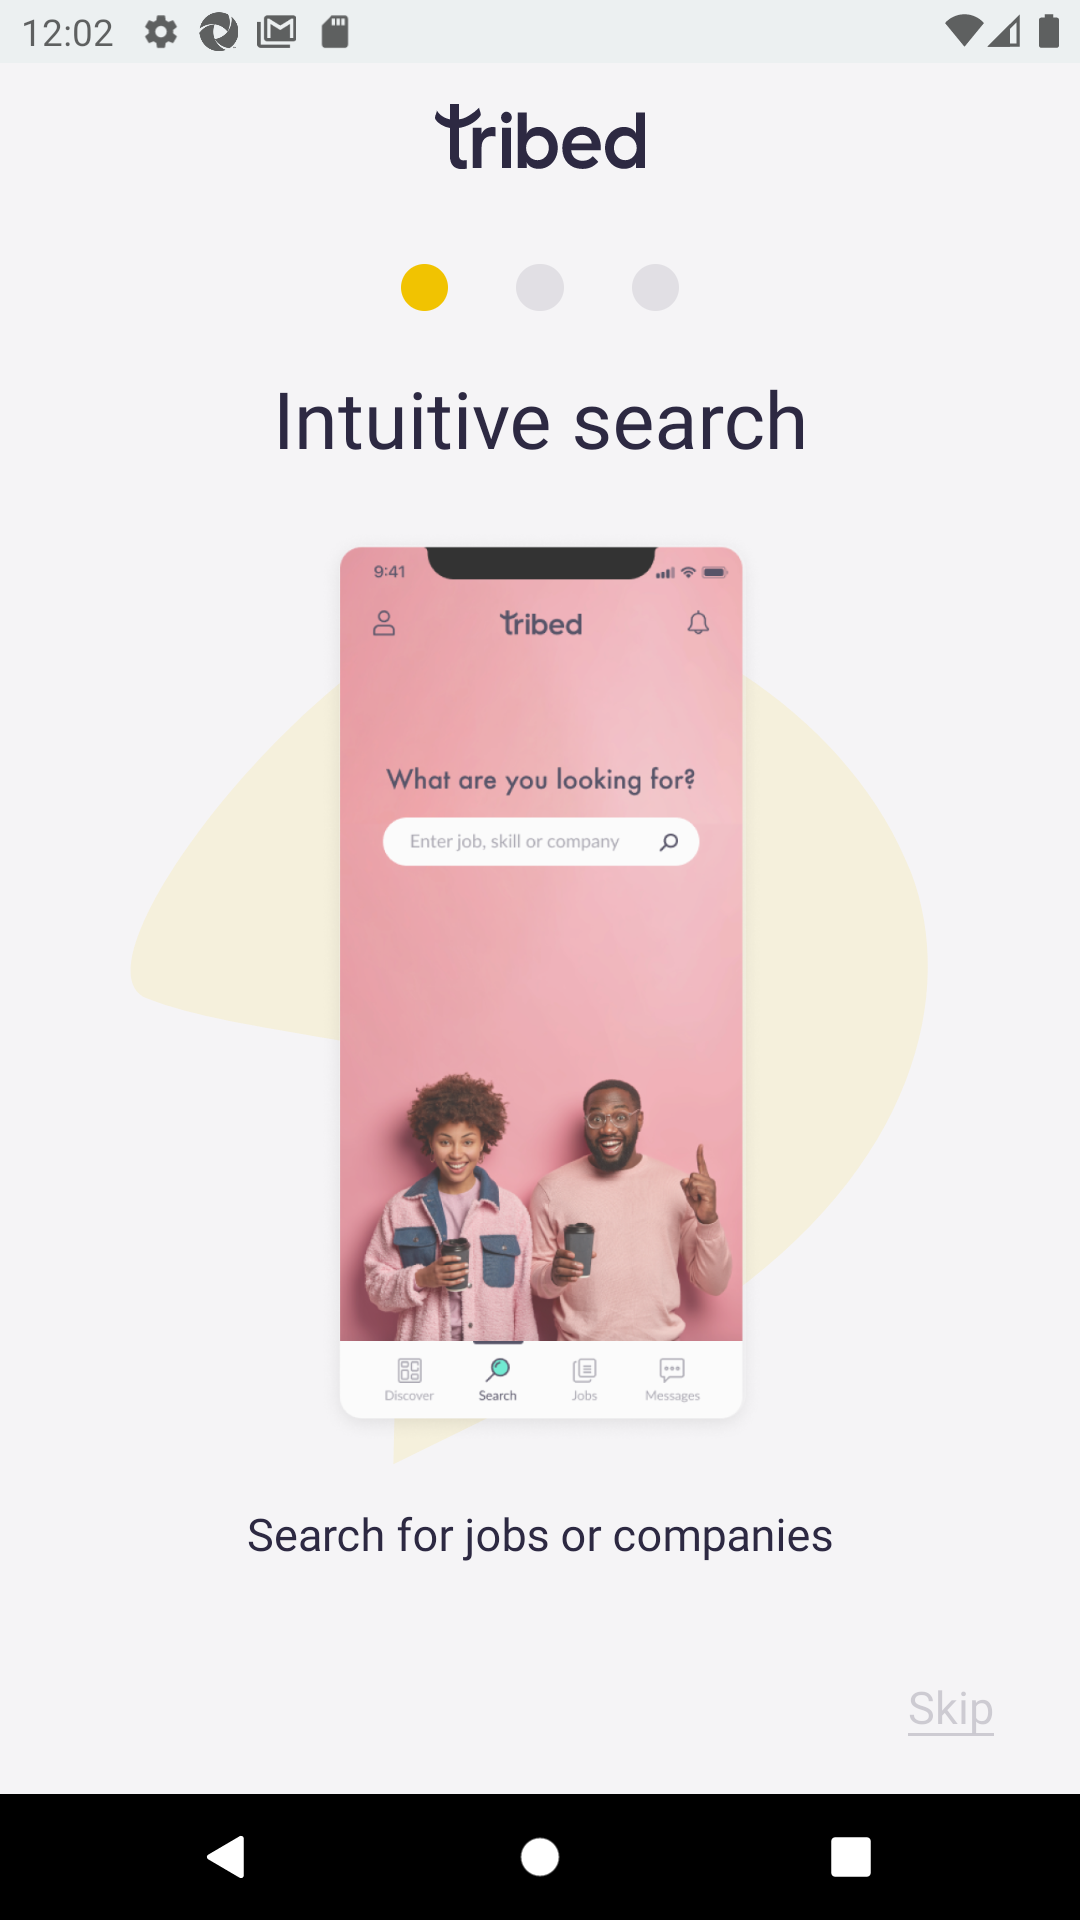 12:02
tribed
Intuitive search
9:41
tribed
What are you looking for?
Enter job, skill or company
Discover Search Jobs Messages
Search for jobs or companies
Skip